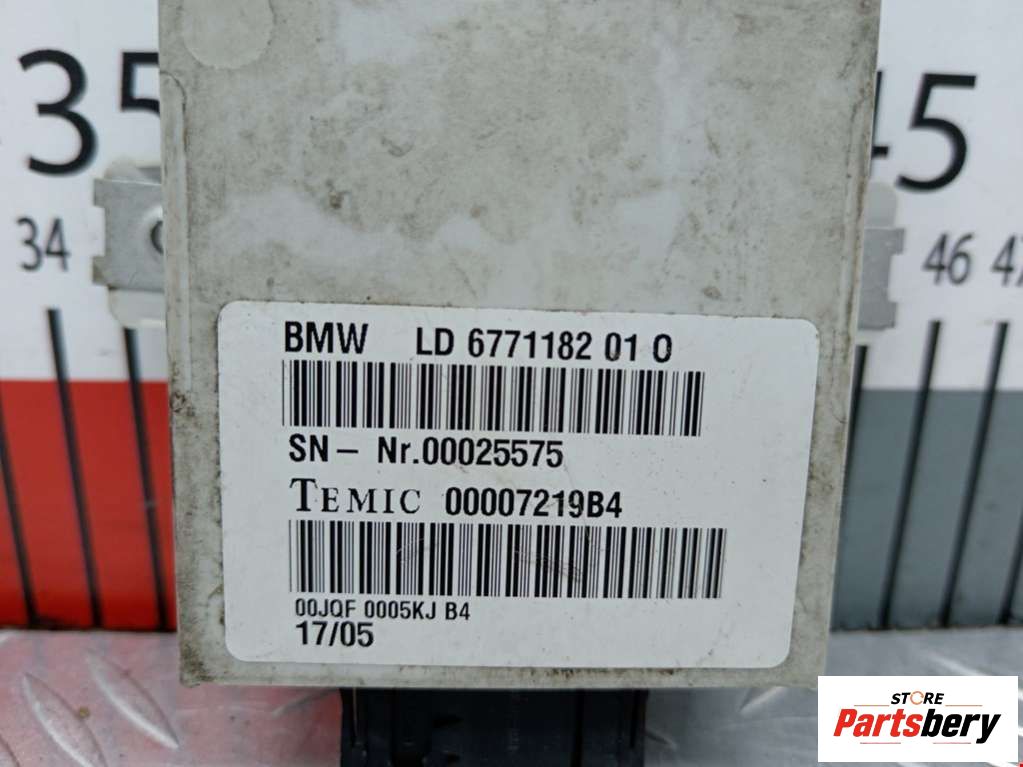 35
45
34
46 47
BMW LD 6771182 01 0
SN – Nr.00025575
TEMIC 00007219B4
00JQF 0005KJ B4
17/05
STORE
Partsbery